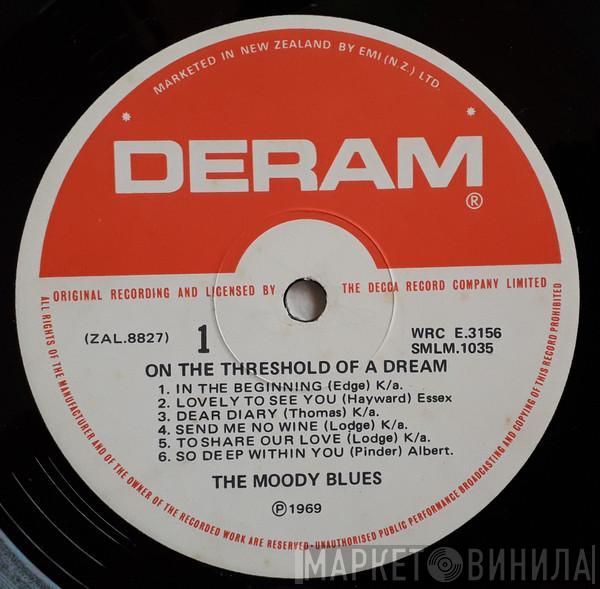 MARKETED IN NEW ZEALAND BY EMI (N Z.) LTD.
DERAM
®
ORIGINAL RECORDING AND LICENSED BY THE DECCA RECORD COMPANY LIMITED
(ZAL.8827) 1 WRC E.3156
SMLM.1035
ON THE THRESHOLD OF A DREAM
1. IN THE BEGINNING (Edge) K/a.
2. LOVELY TO SEE YOU (Hayward) Essex
3. DEAR DIARY (Thomas) K/a.
4. SEND ME NO WINE (Lodge) K/a.
5. TO SHARE OUR LOVE (Lodge) K/a.
6. SO DEEP WITHIN YOU (Pinder) Albert.
THE MOODY BLUES
Ⓟ1969
ALL RIGHTS OF THE MANUFACTURER AND OF THE OWNER OF THE RECORDED WORK ARE RESERVED-UNAUTHORISED PUBLIC PERFORMANCE BROADCASTING AND COPYING OF THIS RECORD PROHIBITED
МАРКЕТ ВИНИЛА